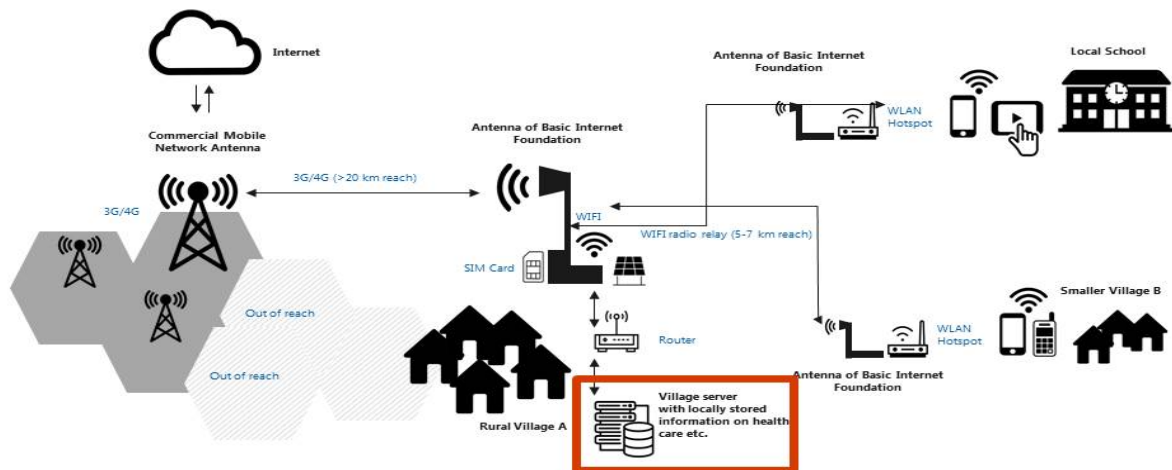 Internet
Commercial Mobile
Network Antenna
3G/4G
3G/4G (>20 km reach)
Out of reach
Out of reach
Antenna of Basic Internet
Foundation
WIFI
WIFI radio relay (5-7 km reach)
SIM Card
Router
Rural Village A
Village server
with locally stored
information on health
care etc.
Antenna of Basic Internet
Foundation
WLAN
Hotspot
Local School
WLAN
Hotspot
Antenna of Basic Internet
Foundation
Smaller Village B